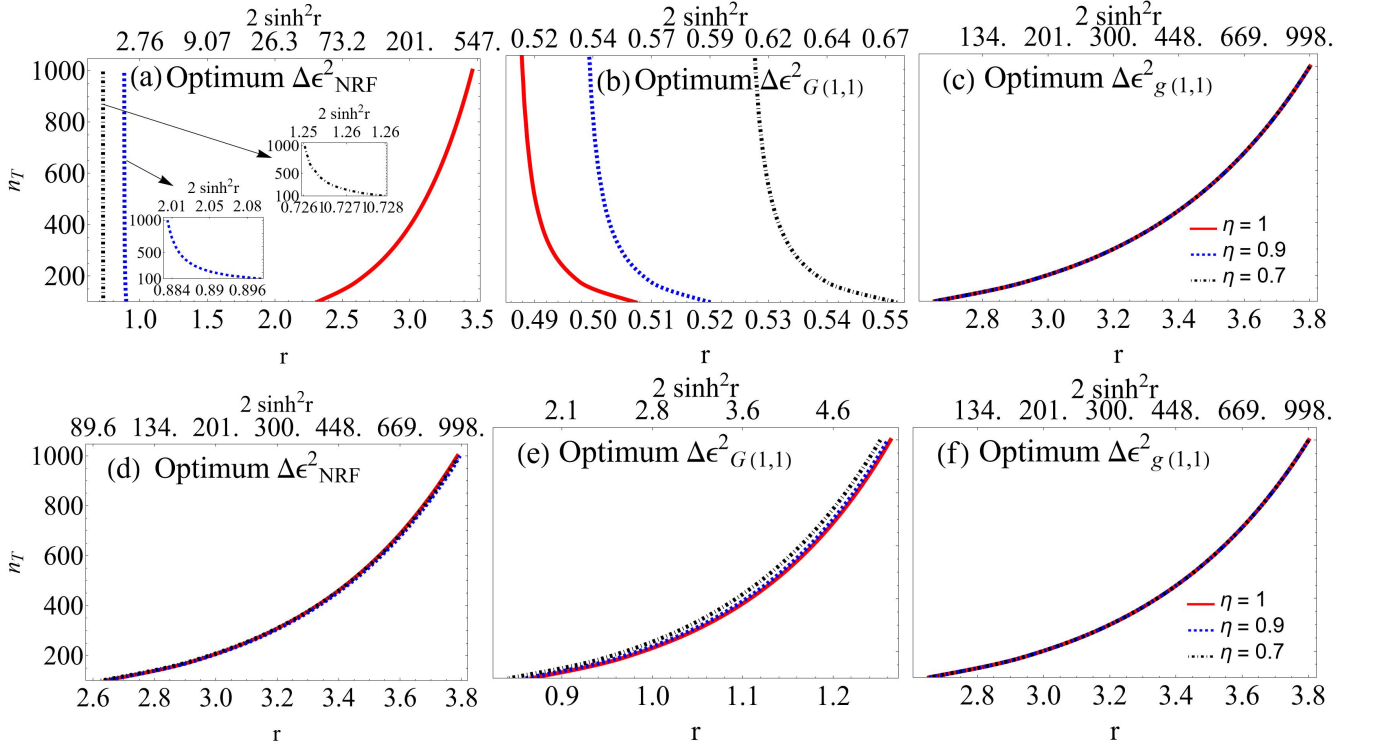 2 sinh²r
2.76 9.07 26.3 73.2 201. 547.
(a) Optimum Δϵ²NRF
1000
800
600
400
200
n_T
2 sinh²r
1.25 1.26 1.26
1000
500
100
0.7261 0.7271 0.728
2 sinh²r
2.01 2.05 2.08
1000
500
100
0.884 0.89 0.896
1.0 1.5 2.0 2.5 3.0 3.5
r
2 sinh²r
0.52 0.54 0.57 0.59 0.62 0.64 0.67
(b) Optimum Δϵ²G (1,1)
0.49 0.50 0.51 0.52 0.53 0.54 0.55
r
2 sinh²r
134. 201. 300. 448. 669. 998.
(c) Optimum Δϵ²g (1,1)
η = 1
η = 0.9
η = 0.7
2.8 3.0 3.2 3.4 3.6 3.8
r
2 sinh²r
89.6 134. 201. 300. 448. 669. 998.
(d) Optimum Δϵ²NRF
1000
800
600
400
200
n_T
2.6 2.8 3.0 3.2 3.4 3.6 3.8
r
2 sinh²r
2.1 2.8 3.6 4.6
(e) Optimum Δϵ²G (1,1)
0.9 1.0 1.1 1.2
r
2 sinh²r
134. 201. 300. 448. 669. 998.
(f) Optimum Δϵ²g (1,1)
η = 1
η = 0.9
η = 0.7
2.8 3.0 3.2 3.4 3.6 3.8
r